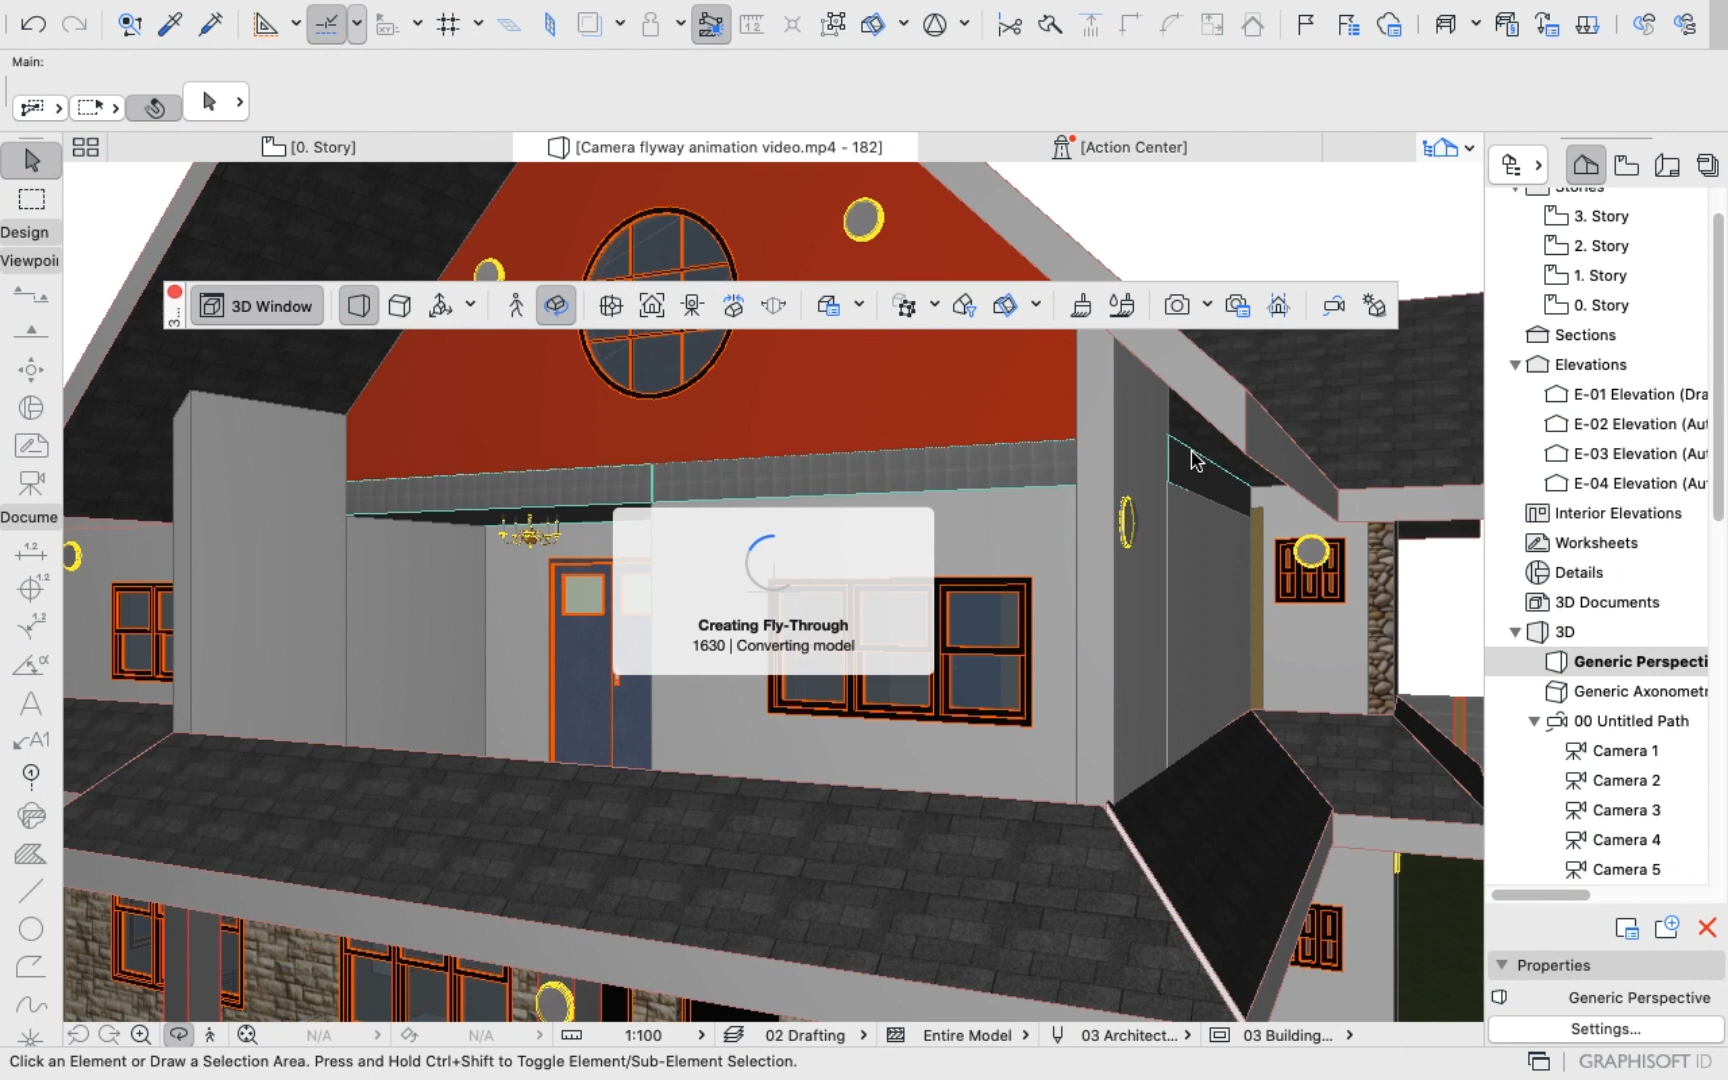 Main:
[0. Story]
[Camera flyway animation video.mp4 - 182]
[Action Center]
Design
Viewpoi
3...
3D Window
Docume
Creating Fly-Through
1630 | Converting model
Stories
3. Story
2. Story
1. Story
0. Story
Sections
Elevations
E-01 Elevation (Dra
E-02 Elevation (Aut
E-03 Elevation (Aut
E-04 Elevation (Aut
Interior Elevations
Worksheets
Details
3D Documents
3D
Generic Perspecti
Generic Axonometr
00 Untitled Path
Camera 1
Camera 2
Camera 3
Camera 4
Camera 5
Properties
Generic Perspective
Settings...
N/A
N/A
1:100
02 Drafting
Entire Model
03 Architect...
03 Building...
Click an Element or Draw a Selection Area. Press and Hold Ctrl+Shift to Toggle Element/Sub-Element Selection.
GRAPHISOFT ID